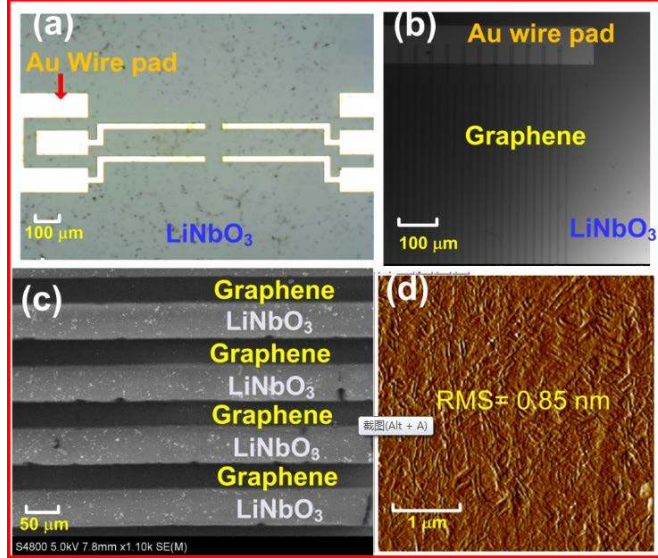 (a)
Au Wire pad
100 μm
LiNbO₃
(b)
Au wire pad
Graphene
LiNbO₃
100 μm
(c)
Graphene
LiNbO₃
Graphene
LiNbO₃
Graphene
LiNbO₃
Graphene
LiNbO₃
50 μm
S4800 5.0kV 7.8mm x1.10k SE(M)
(d)
RMS= 0.85 nm
截图(Alt + A)
1 μm